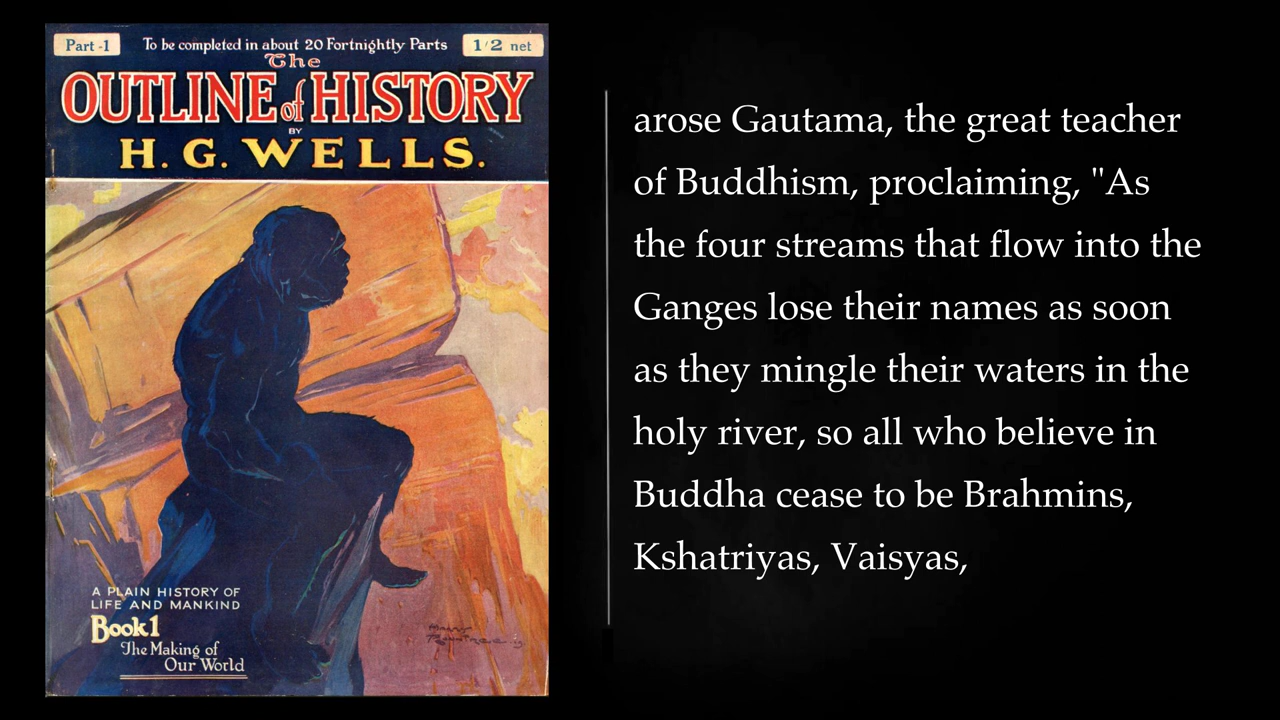 Part -1
To be completed in about 20 Fortnightly Parts
1/2 net
The
OUTLINE of HISTORY
BY
H. G. WELLS.
A PLAIN HISTORY OF
LIFE AND MANKIND
Book 1
The Making of
Our World
arose Gautama, the great teacher
of Buddhism, proclaiming, "As
the four streams that flow into the
Ganges lose their names as soon
as they mingle their waters in the
holy river, so all who believe in
Buddha cease to be Brahmins,
Kshatriyas, Vaisyas,